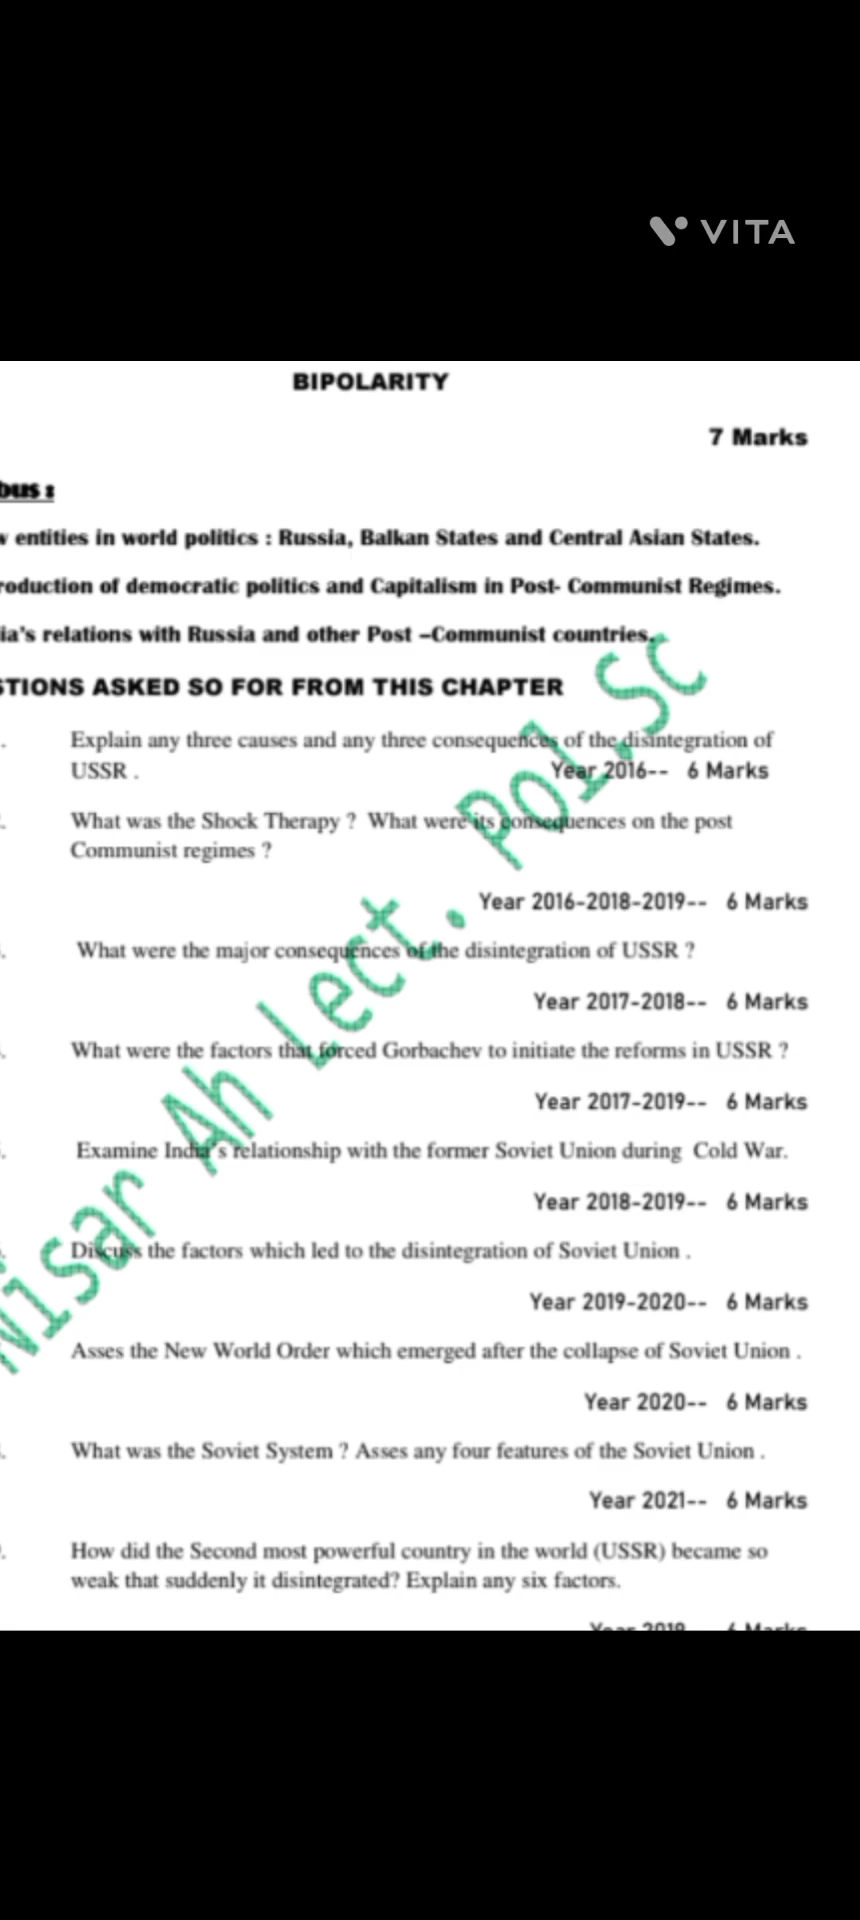 VITA
BIPOLARITY
7 Marks
bus :
w entities in world politics : Russia, Balkan States and Central Asian States.
roduction of democratic politics and Capitalism in Post- Communist Regimes.
ia's relations with Russia and other Post –Communist countries.
STIONS ASKED SO FOR FROM THIS CHAPTER
. Explain any three causes and any three consequences of the disintegration of
USSR . Year 2016-- 6 Marks
. What was the Shock Therapy ? What were its consequences on the post
Communist regimes ?
Year 2016-2018-2019-- 6 Marks
. What were the major consequences of the disintegration of USSR ?
Year 2017-2018-- 6 Marks
. What were the factors that forced Gorbachev to initiate the reforms in USSR ?
Year 2017-2019-- 6 Marks
. Examine India's relationship with the former Soviet Union during Cold War.
Year 2018-2019-- 6 Marks
. Discuss the factors which led to the disintegration of Soviet Union .
Year 2019-2020-- 6 Marks
Asses the New World Order which emerged after the collapse of Soviet Union .
Year 2020-- 6 Marks
. What was the Soviet System ? Asses any four features of the Soviet Union .
Year 2021-- 6 Marks
. How did the Second most powerful country in the world (USSR) became so
weak that suddenly it disintegrated? Explain any six factors.
Year 2019 6 Marks
Nisar Ah Lect. Pol.Sc